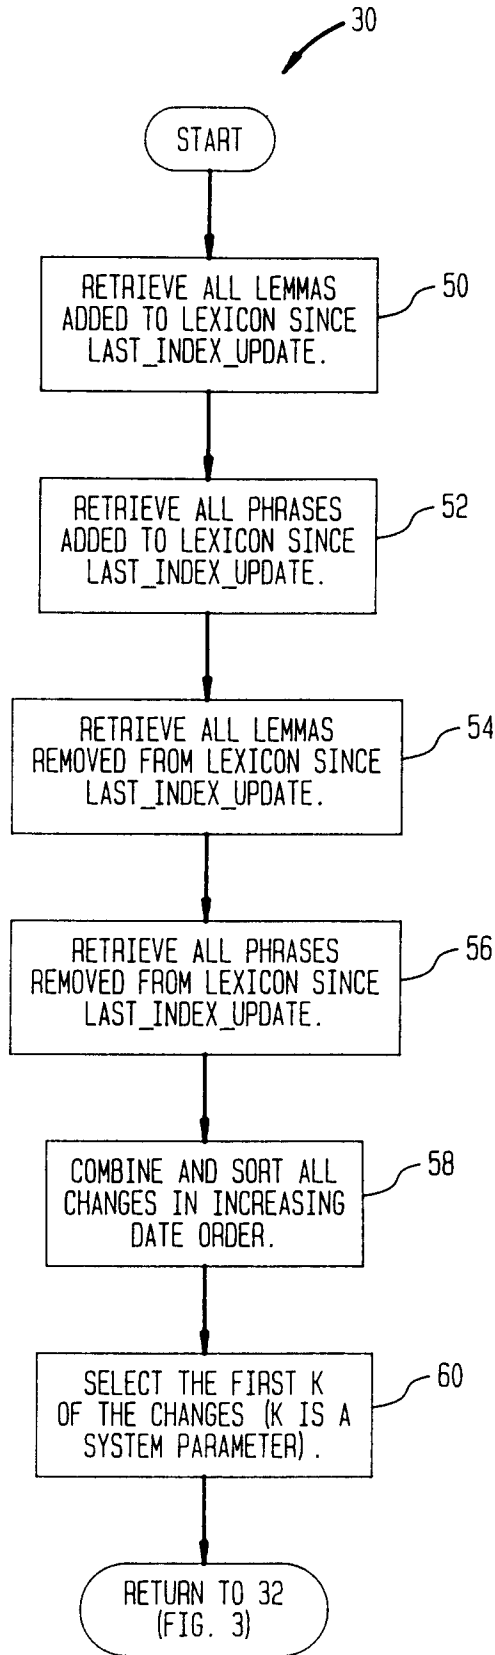 30
START
RETRIEVE ALL LEMMAS
ADDED TO LEXICON SINCE
LAST_INDEX_UPDATE.
50
RETRIEVE ALL PHRASES
ADDED TO LEXICON SINCE
LAST_INDEX_UPDATE.
52
RETRIEVE ALL LEMMAS
REMOVED FROM LEXICON SINCE
LAST_INDEX_UPDATE.
54
RETRIEVE ALL PHRASES
REMOVED FROM LEXICON SINCE
LAST_INDEX_UPDATE.
56
COMBINE AND SORT ALL
CHANGES IN INCREASING
DATE ORDER.
58
SELECT THE FIRST K
OF THE CHANGES (K IS A
SYSTEM PARAMETER).
60
RETURN TO 32
(FIG. 3)